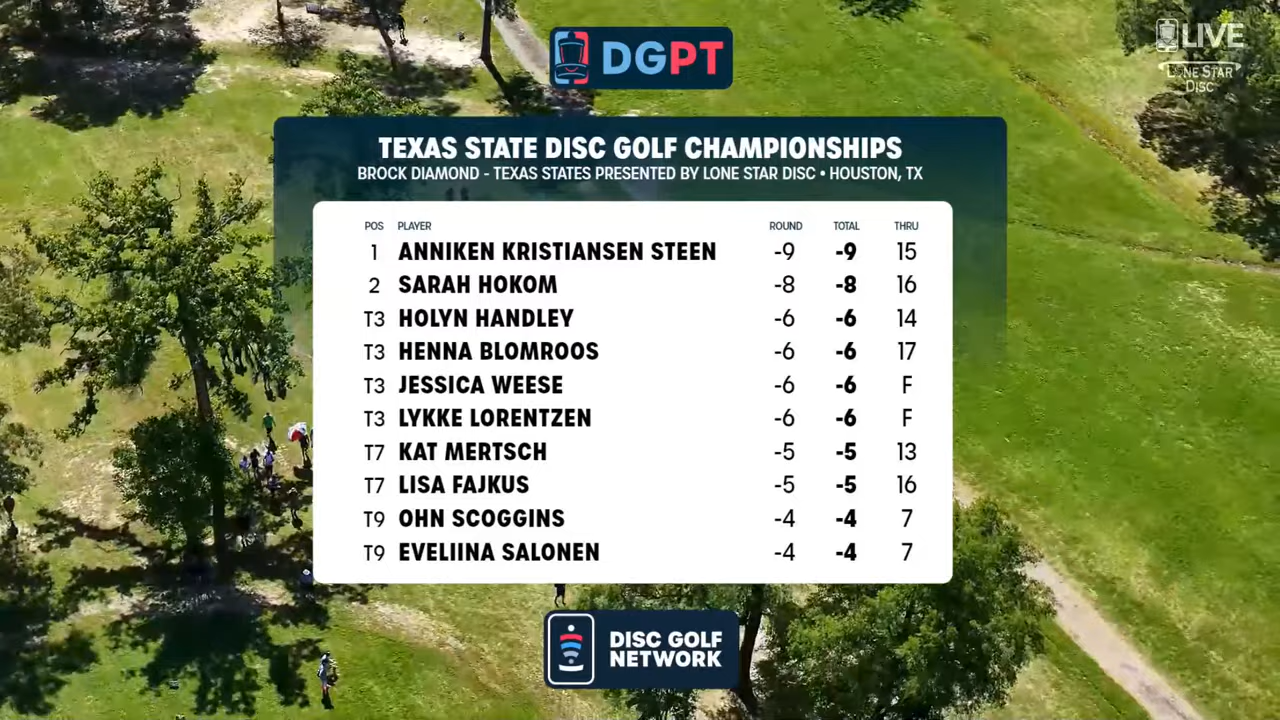 DGPT
LIVE
LONE STAR
DISC
TEXAS STATE DISC GOLF CHAMPIONSHIPS
BROCK DIAMOND - TEXAS STATES PRESENTED BY LONE STAR DISC • HOUSTON, TX
POS PLAYER ROUND TOTAL THRU
1 ANNIKEN KRISTIANSEN STEEN -9 -9 15
2 SARAH HOKOM -8 -8 16
T3 HOLYN HANDLEY -6 -6 14
T3 HENNA BLOMROOS -6 -6 17
T3 JESSICA WEESE -6 -6 F
T3 LYKKE LORENTZEN -6 -6 F
T7 KAT MERTSCH -5 -5 13
T7 LISA FAJKUS -5 -5 16
T9 OHN SCOGGINS -4 -4 7
T9 EVELIINA SALONEN -4 -4 7
DISC GOLF
NETWORK